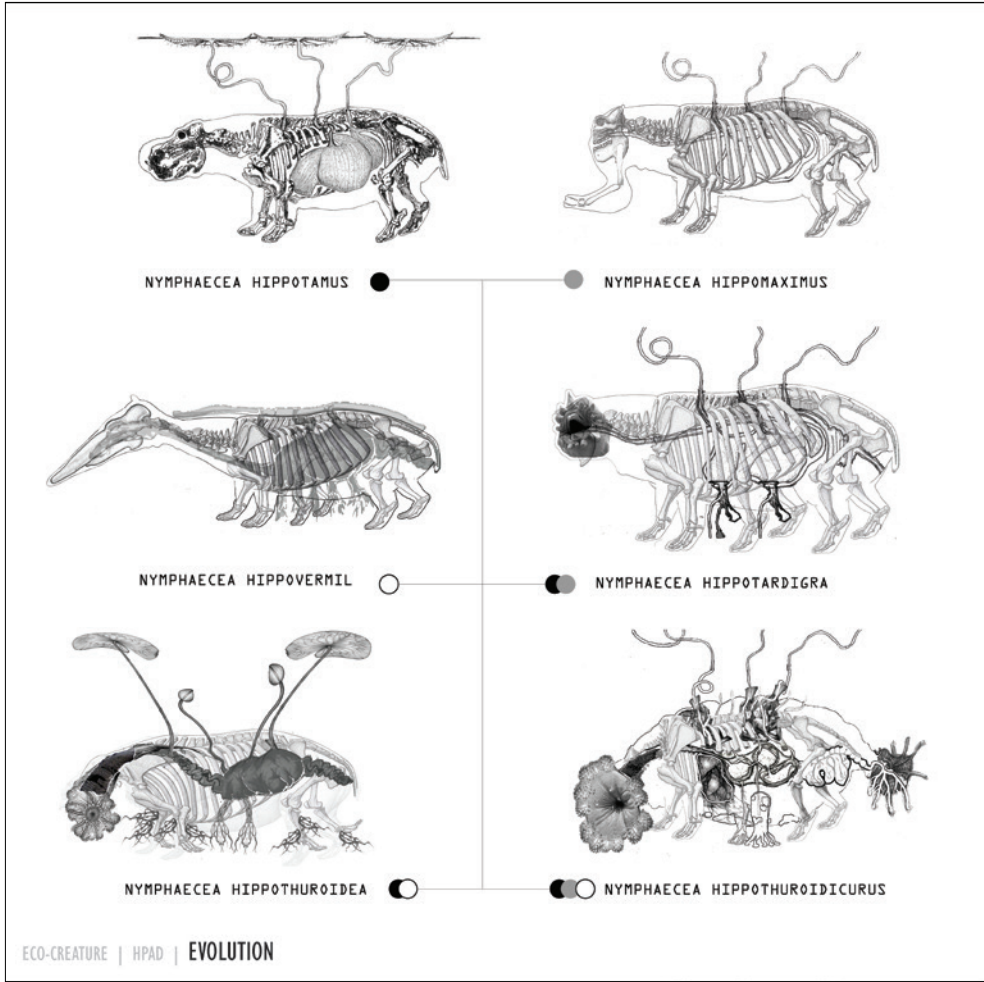 NYMPHAECEA HIPPOTAMUS
NYMPHAECEA HIPPOMAXIMUS
NYMPHAECEA HIPPOVERMIL
NYMPHAECEA HIPPOTARDIGRA
NYMPHAECEA HIPPOTHUROIDEA
NYMPHAECEA HIPPOTHUROIDICURUS
ECO-CREATURE | HPAD | EVOLUTION